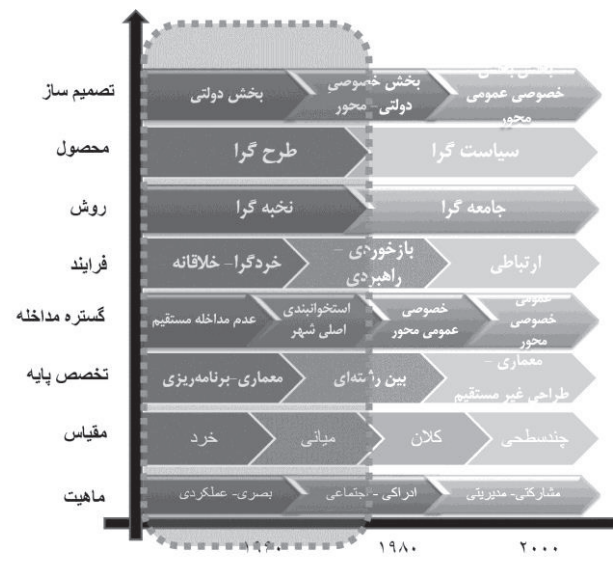 تصمیم ساز
بخش دولتی
بخش خصوصی
دولتی- محور
خصوصی عمومی
محور
محصول
طرح گرا
سیاست گرا
روش
نخبه گرا
جامعه گرا
فرایند
خردگرا- خلاقانه
بازخوردی –
راهبردی
ارتباطی
گستره مداخله
عدم مداخله مستقیم
استخوانبندی
اصلی شهر
خصوصی
عمومی محور
عمومی
خصوصی
محور
تخصص پایه
معماری-برنامه‌ریزی
بین رشته‌ای
معماری –
طراحی غیر مستقیم
مقیاس
خرد
میانی
کلان
چندسطحی
ماهیت
بصری- عملکردی
ادراکی - اجتماعی
مشارکتی- مدیریتی
۱۹۶۰
۱۹۸۰
۲۰۰۰